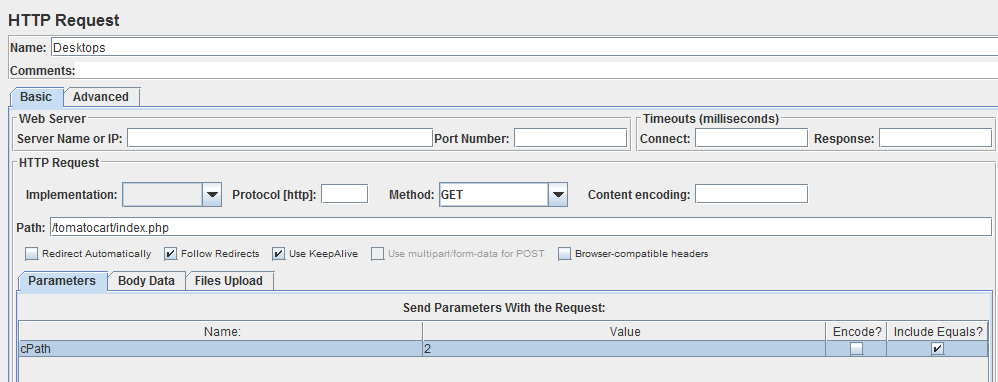 HTTP Request
Name: Desktops
Comments:
Basic Advanced
Web Server Timeouts (milliseconds)
Server Name or IP: Port Number: Connect: Response:
HTTP Request
Implementation: Protocol [http]: Method: GET Content encoding:
Path: /tomatocart/index.php
Redirect Automatically Follow Redirects Use KeepAlive Use multipart/form-data for POST Browser-compatible headers
Parameters Body Data Files Upload
Send Parameters With the Request:
Name: Value Encode? Include Equals?
cPath 2